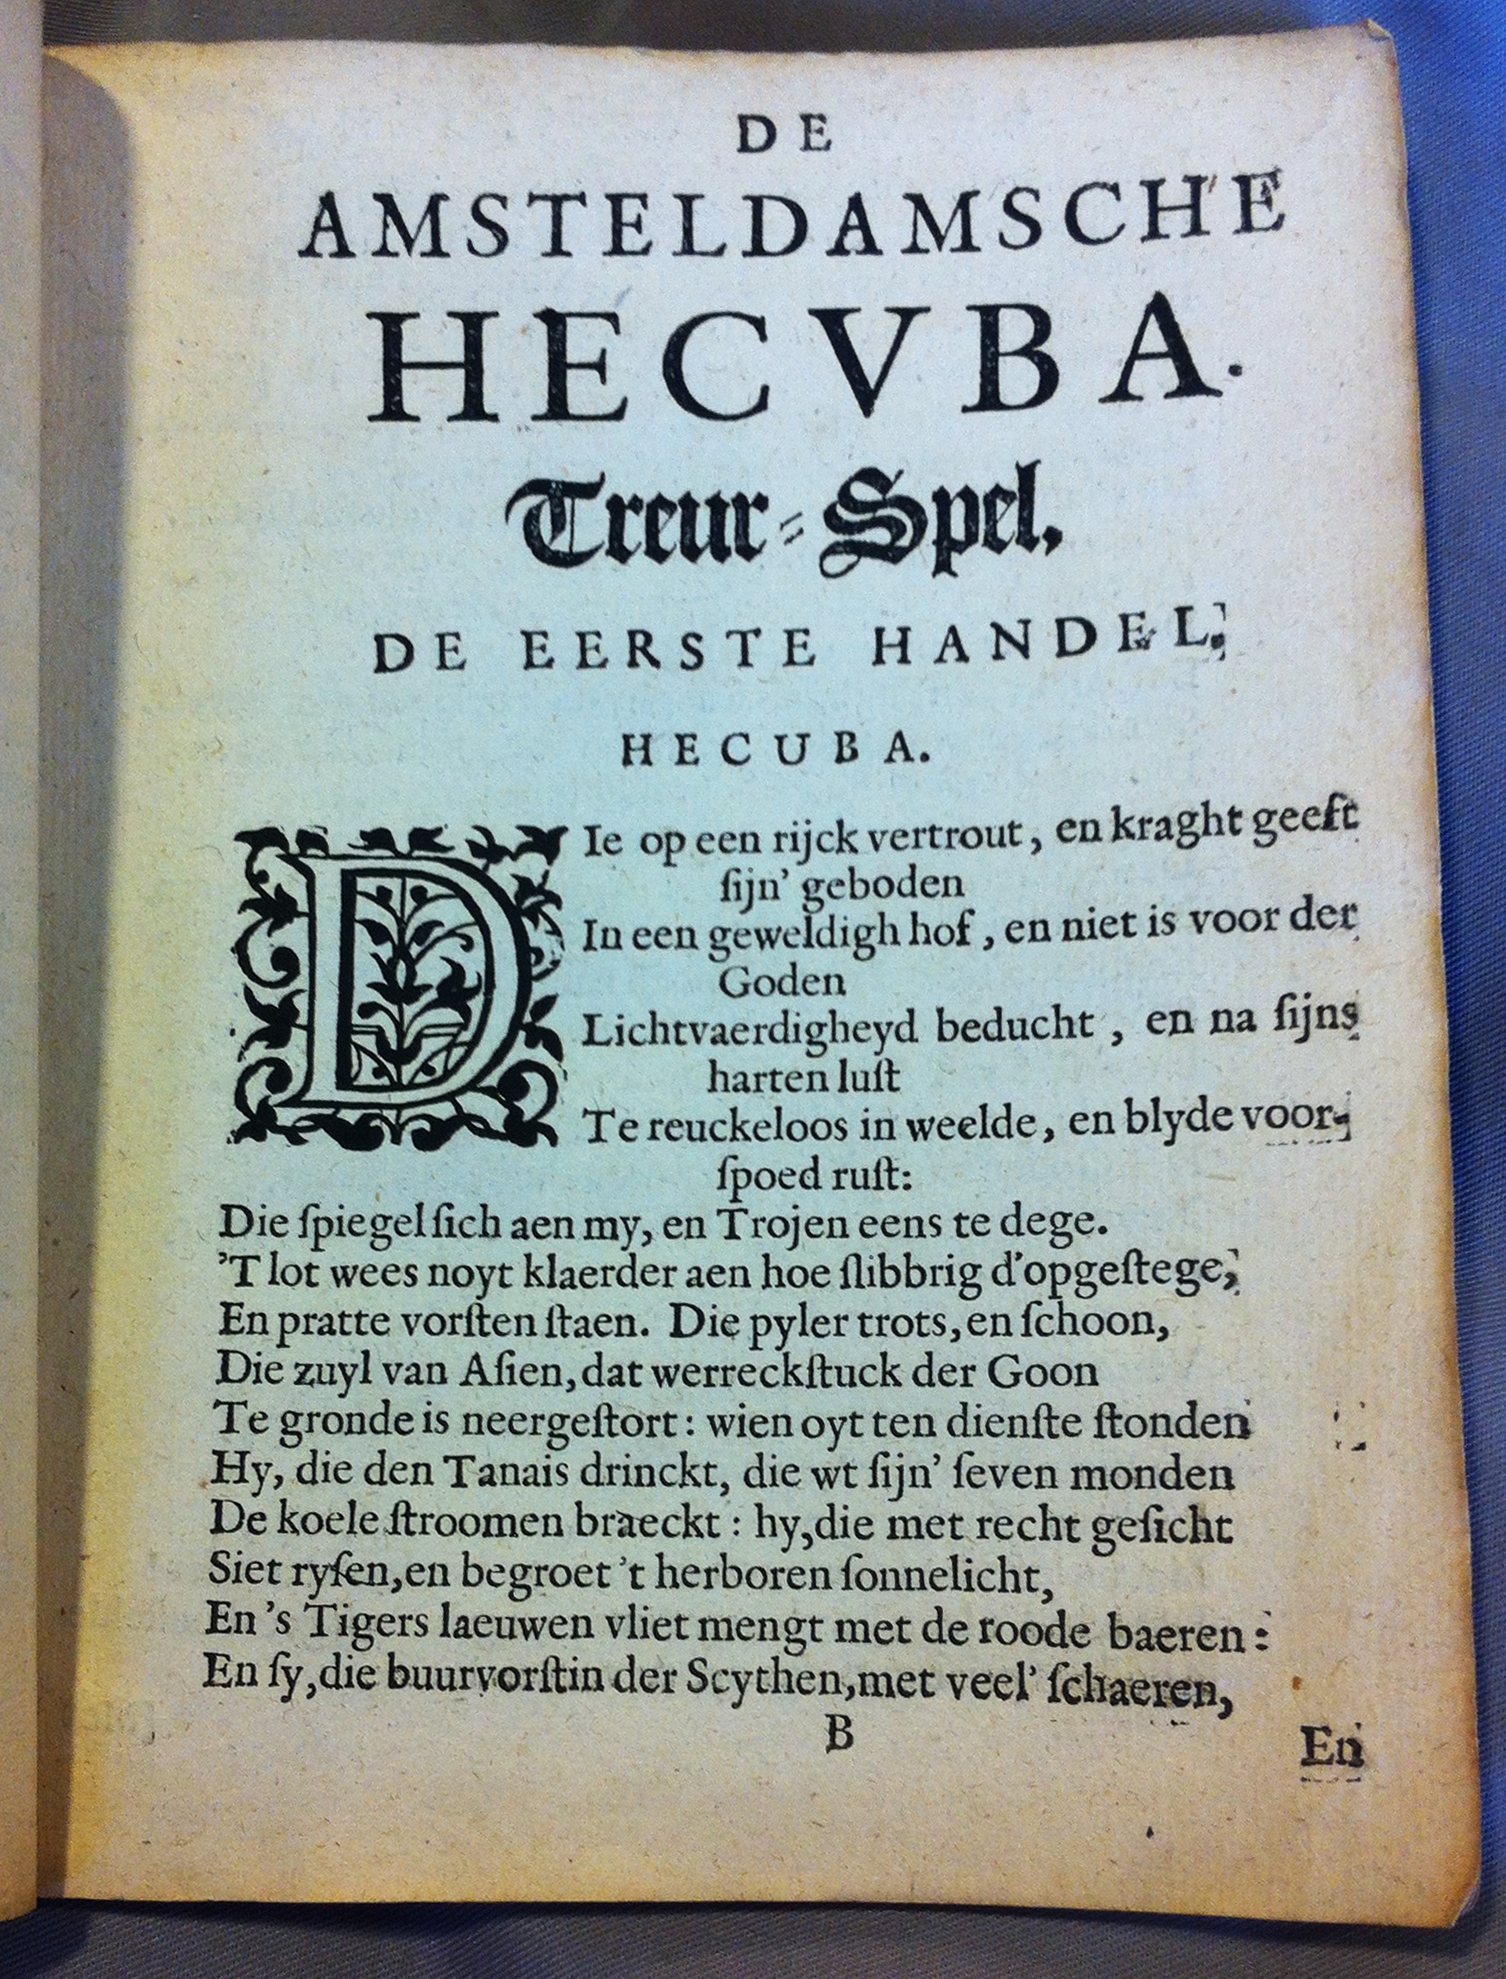 DE
AMSTELDAMSCHE
HECVBA.
Treur-Spel.
DE EERSTE HANDEL.
HECUBA.
DIe op een rijck vertrout, en kraght geeft
ſijn' geboden
In een geweldigh hof, en niet is voor der
Goden
Lichtvaerdigheyd beducht, en na ſijns
harten luſt
Te reuckeloos in weelde, en blyde voor-
ſpoed ruſt:
Die ſpiegel ſich aen my, en Trojen eens te dege.
'T lot wees noyt klaerder aen hoe ſlibbrig d'opgeſtege,
En pratte vorſten ſtaen. Die pyler trots, en ſchoon,
Die zuyl van Aſien, dat werreckſtuck der Goon
Te gronde is neergeſtort: wien oyt ten dienſte ſtonden
Hy, die den Tanais drinckt, die wt ſijn' ſeven monden
De koele ſtroomen braeckt: hy, die met recht geſicht
Siet ryſen, en begroet 't herboren ſonnelicht,
En 's Tigers laeuwen vliet mengt met de roode baeren:
En ſy, die buurvorſtin der Scythen, met veel' ſchaeren,
B
En